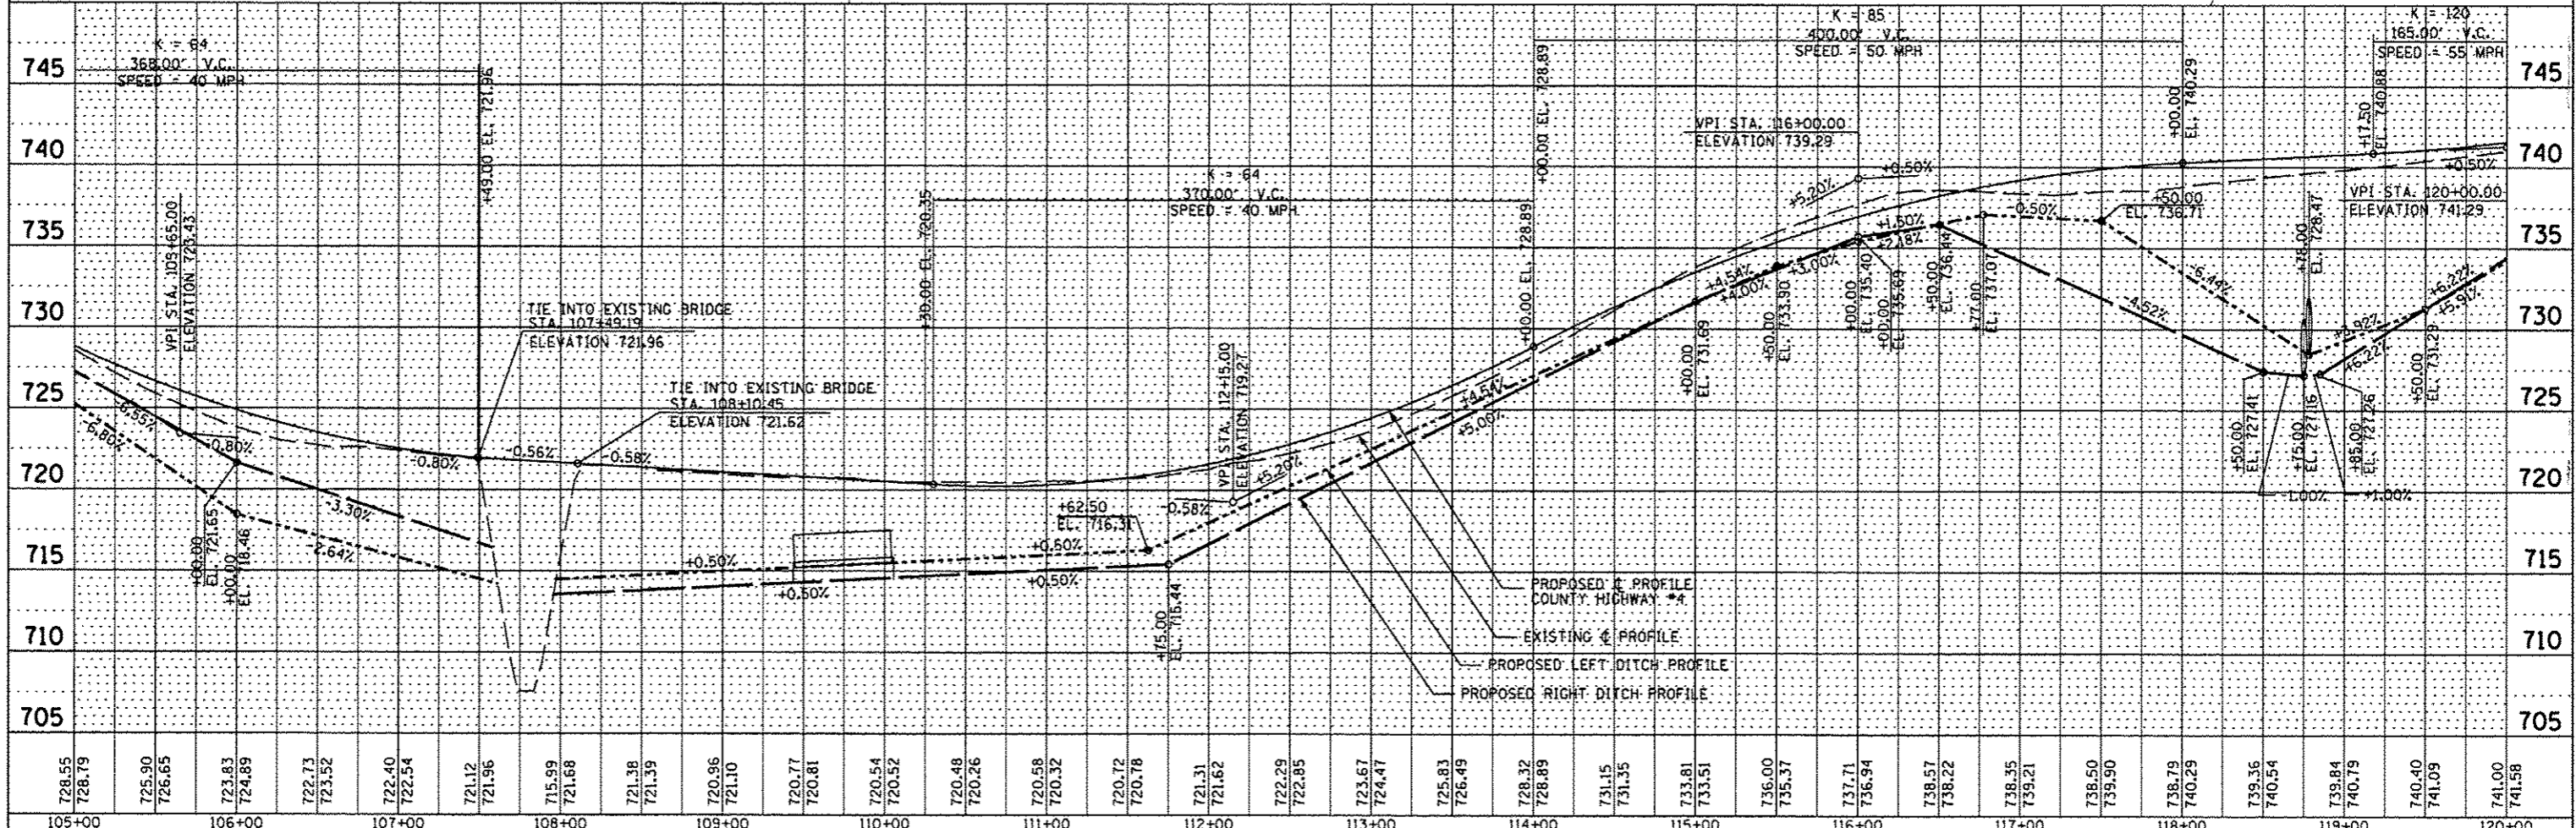 K = 64
368.00' V.C.
SPEED = 40 MPH
K = 85
400.00' V.C.
SPEED = 50 MPH
K = 120
165.00' V.C.
SPEED = 55 MPH
K = 64
370.00' V.C.
SPEED = 40 MPH
745
740
735
730
725
720
715
710
705
745
740
735
730
725
720
715
710
705
VPI STA. 105+65.00
ELEVATION 723.43
+49.00 EL. 721.96
TIE INTO EXISTING BRIDGE
STA. 107+49.19
ELEVATION 721.96
TIE INTO EXISTING BRIDGE
STA. 108+10.45
ELEVATION 721.62
+30.00 EL. 720.35
VPI STA. 112+15.00
ELEVATION 719.27
+00.00 EL. 728.89
+00.00 EL. 728.89
VPI STA. 116+00.00
ELEVATION 739.29
+00.00
EL. 740.29
+17.50
EL. 740.88
VPI STA. 120+00.00
ELEVATION 741.29
-6.55%
-6.80%
-0.80%
-3.30%
-2.64%
+00.00
EL. 721.65
+00.00
EL. 718.46
-0.80%
-0.56%
-0.58%
+0.50%
+0.50%
+0.50%
+0.50%
+62.50
EL. 716.31
-0.58%
+5.20%
+75.00
EL. 715.44
+4.54%
+5.00%
+4.54%
+4.00%
+3.00%
+5.20%
+0.50%
+1.50%
+2.18%
-0.50%
+50.00
EL. 736.71
+00.00
EL. 731.69
+50.00
EL. 733.90
+00.00
EL. 735.40
+00.00
EL. 735.69
+50.00
EL. 736.44
+77.00
EL. 737.07
-4.52%
-6.44%
+78.00
EL. 728.47
+0.50%
+3.92%
+6.22%
+6.22%
+5.91%
+50.00
EL. 727.41
+75.00
EL. 727.16
+85.00
EL. 727.26
+50.00
EL. 731.29
-1.00%
+1.00%
PROPOSED ℄ PROFILE
COUNTY HIGHWAY #4
EXISTING ℄ PROFILE
PROPOSED LEFT DITCH PROFILE
PROPOSED RIGHT DITCH PROFILE
728.55
728.79
725.90
726.65
723.83
724.89
722.73
723.52
722.40
722.54
721.12
721.96
715.99
721.68
721.38
721.39
720.96
721.10
720.77
720.81
720.54
720.52
720.48
720.26
720.58
720.32
720.72
720.78
721.31
721.62
722.29
722.85
723.67
724.47
725.83
726.49
728.32
728.89
731.15
731.35
733.81
733.51
736.00
735.37
737.71
736.94
738.57
738.22
738.35
739.21
738.50
739.90
738.79
740.29
739.36
740.54
739.84
740.79
740.40
741.09
741.00
741.58
105+00
106+00
107+00
108+00
109+00
110+00
111+00
112+00
113+00
114+00
115+00
116+00
117+00
118+00
119+00
120+00